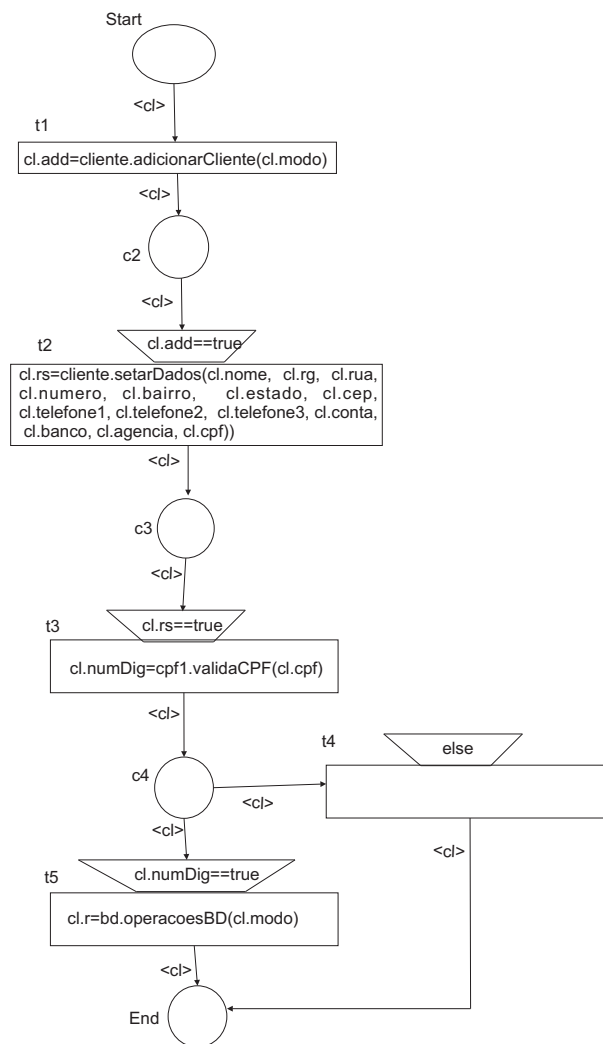 Start
<cl>
t1
cl.add=cliente.adicionarCliente(cl.modo)
<cl>
c2
<cl>
cl.add==true
t2
cl.rs=cliente.setarDados(cl.nome, cl.rg, cl.rua,
cl.numero, cl.bairro, cl.estado, cl.cep,
cl.telefone1, cl.telefone2, cl.telefone3, cl.conta,
cl.banco, cl.agencia, cl.cpf))
<cl>
c3
<cl>
cl.rs==true
t3
cl.numDig=cpf1.validaCPF(cl.cpf)
<cl>
t4
else
c4
<cl>
<cl>
<cl>
cl.numDig==true
t5
cl.r=bd.operacoesBD(cl.modo)
<cl>
End